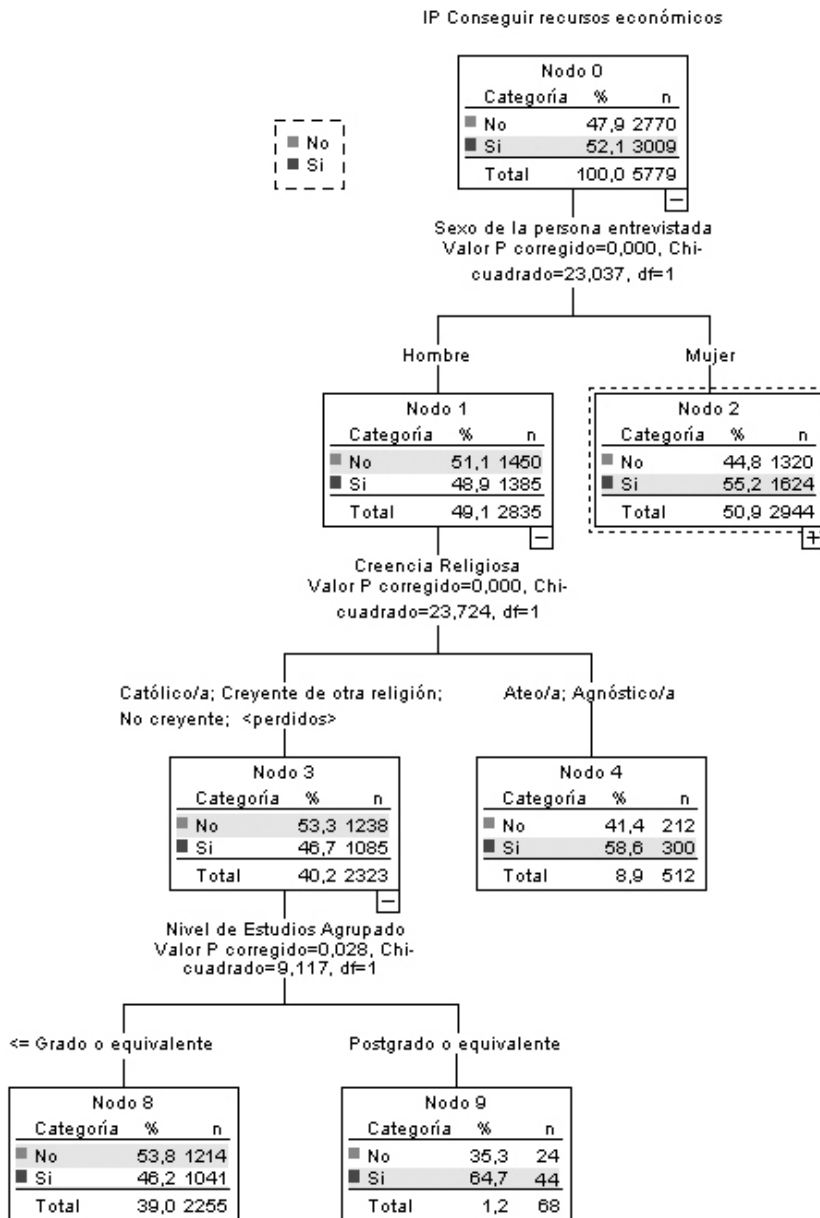 IP Conseguir recursos económicos
Nodo 0
Categoría % n
No 47,9 2770
Si 52,1 3009
Total 100,0 5779
No
Si
Sexo de la persona entrevistada
Valor P corregido=0,000, Chi-
cuadrado=23,037, df=1
Hombre
Mujer
Nodo 1
Categoría % n
No 51,1 1450
Si 48,9 1385
Total 49,1 2835
Nodo 2
Categoría % n
No 44,8 1320
Si 55,2 1624
Total 50,9 2944
Creencia Religiosa
Valor P corregido=0,000, Chi-
cuadrado=23,724, df=1
Católico/a; Creyente de otra religión;
No creyente; <perdidos>
Ateo/a; Agnóstico/a
Nodo 3
Categoría % n
No 53,3 1238
Si 46,7 1085
Total 40,2 2323
Nodo 4
Categoría % n
No 41,4 212
Si 58,6 300
Total 8,9 512
Nivel de Estudios Agrupado
Valor P corregido=0,028, Chi-
cuadrado=9,117, df=1
<= Grado o equivalente
Postgrado o equivalente
Nodo 8
Categoría % n
No 53,8 1214
Si 46,2 1041
Total 39,0 2255
Nodo 9
Categoría % n
No 35,3 24
Si 64,7 44
Total 1,2 68